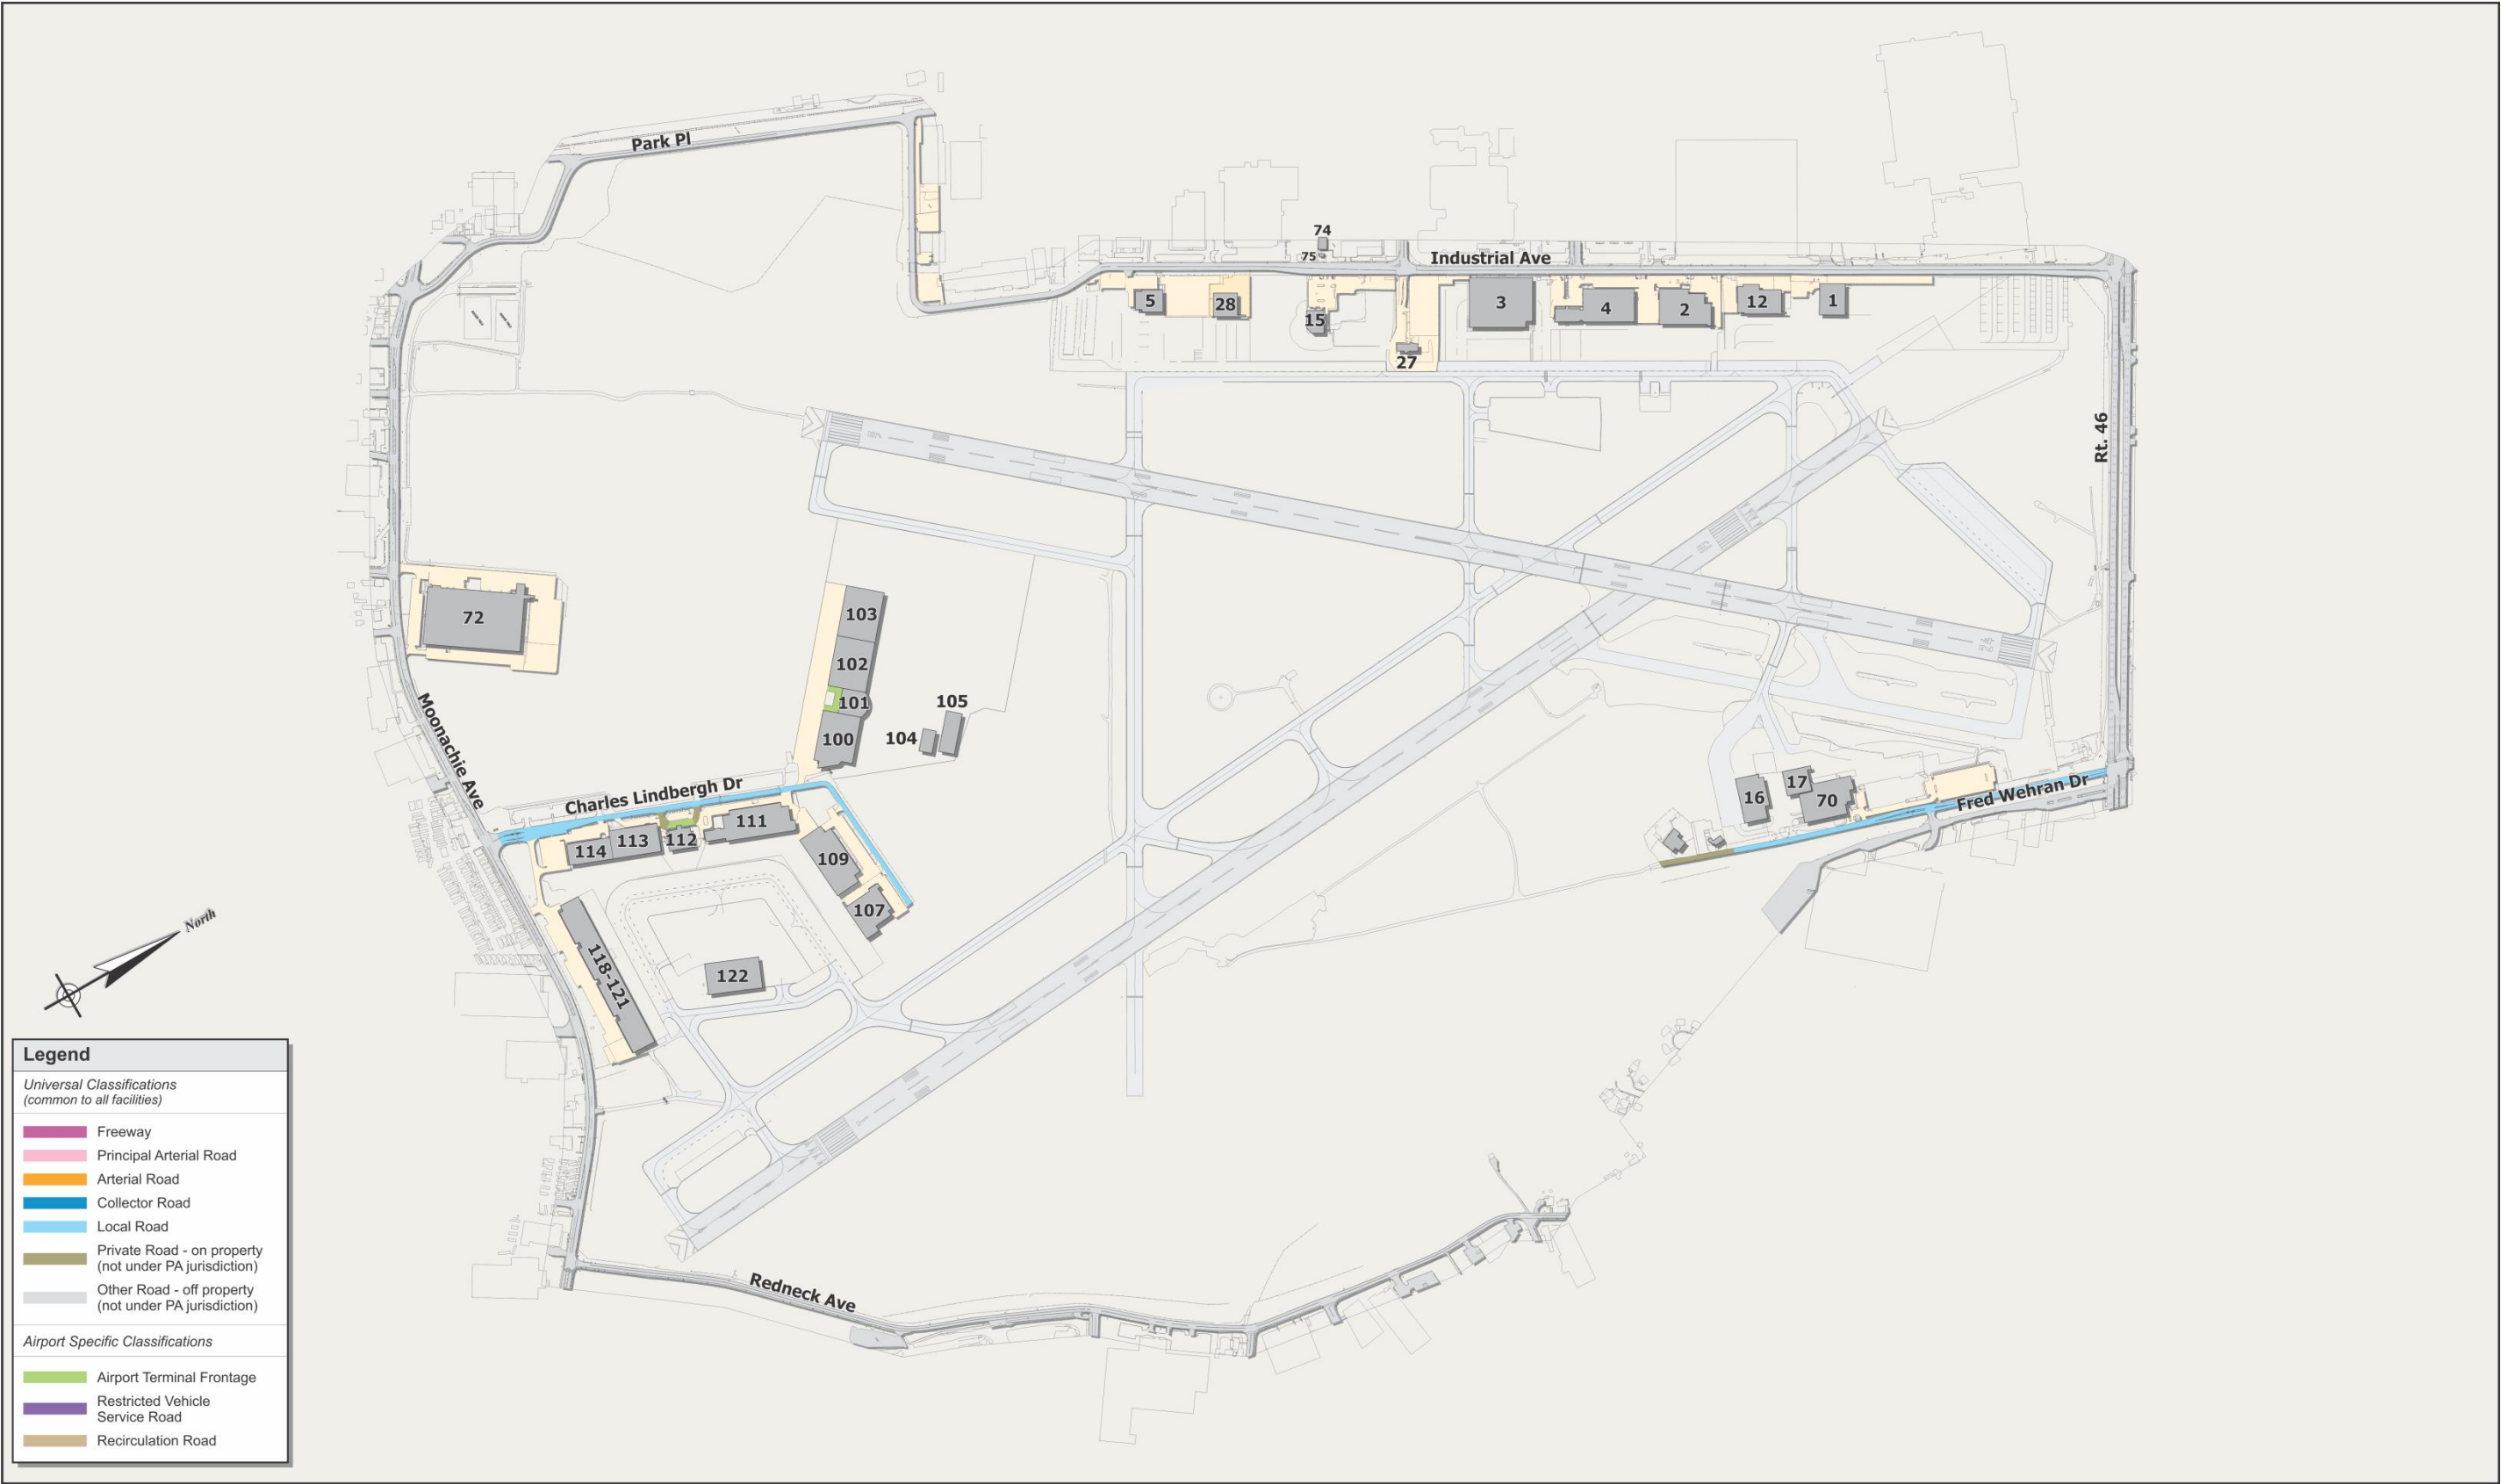 Park Pl
74
75
Industrial Ave
5
28
15
27
3
4
2
12
1
Rt. 46
72
103
102
101
100
105
104
Moonachie Ave
Charles Lindbergh Dr
111
112
113
114
109
107
16
17
70
Fred Wehran Dr
118-121
122
North
Redneck Ave
Legend
Universal Classifications
(common to all facilities)
Freeway
Principal Arterial Road
Arterial Road
Collector Road
Local Road
Private Road - on property
(not under PA jurisdiction)
Other Road - off property
(not under PA jurisdiction)
Airport Specific Classifications
Airport Terminal Frontage
Restricted Vehicle
Service Road
Recirculation Road